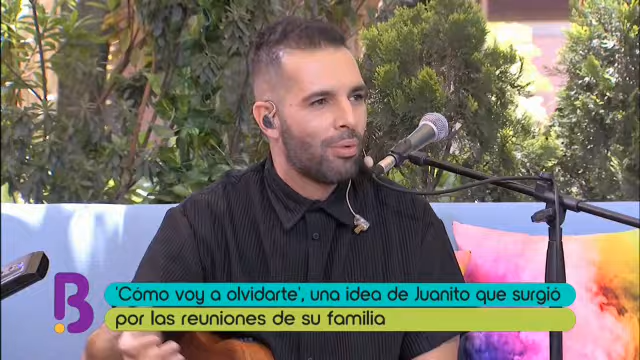 B
'Cómo voy a olvidarte', una idea de Juanito que surgió
por las reuniones de su familia